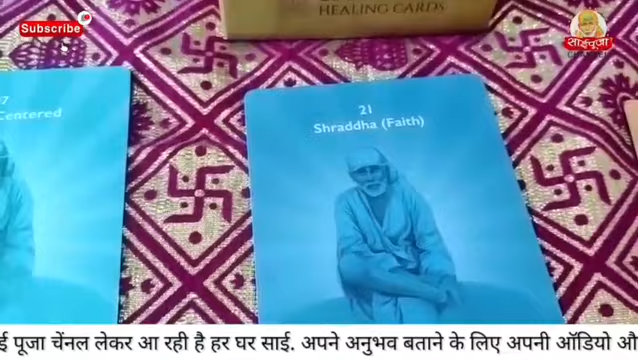 Subscribe
HEALING CARDS
साईपूजा
Centered
21
Shraddha (Faith)
पूजा चेंनल लेकर आ रही है हर घर साई. अपने अनुभव बताने के लिए अपनी ऑडियो